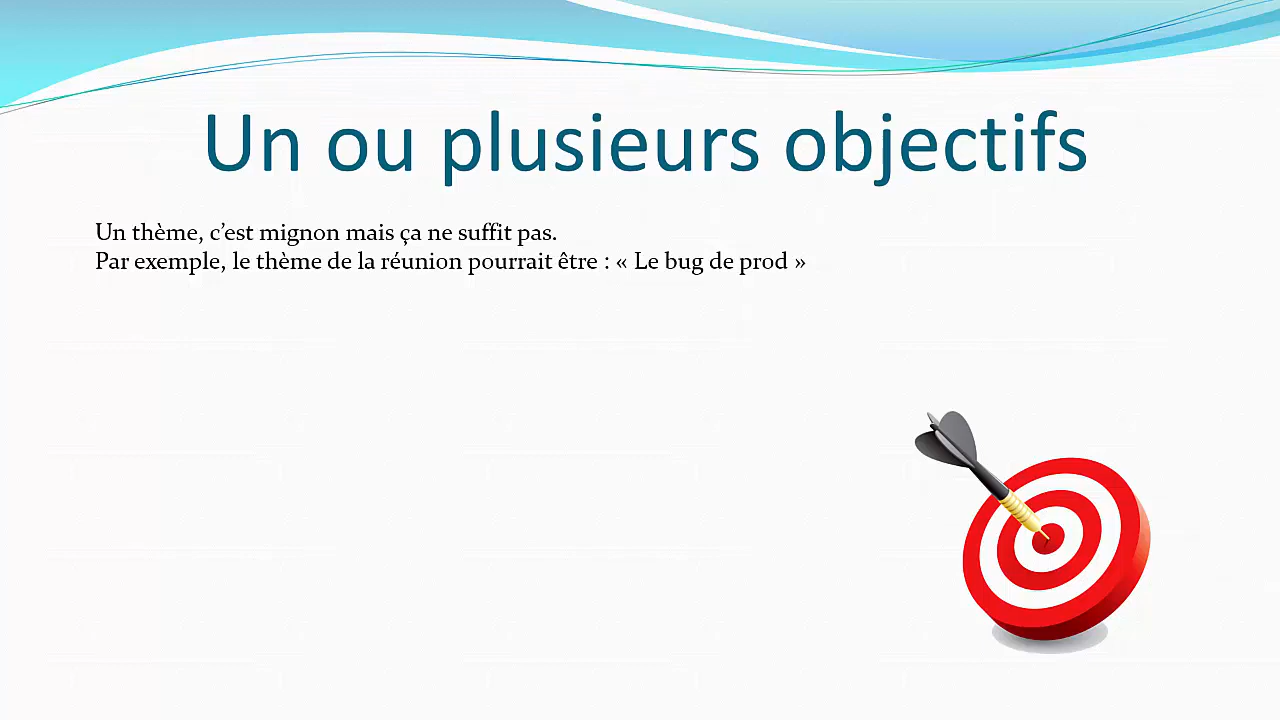 Un ou plusieurs objectifs
Un thème, c’est mignon mais ça ne suffit pas.
Par exemple, le thème de la réunion pourrait être : « Le bug de prod »